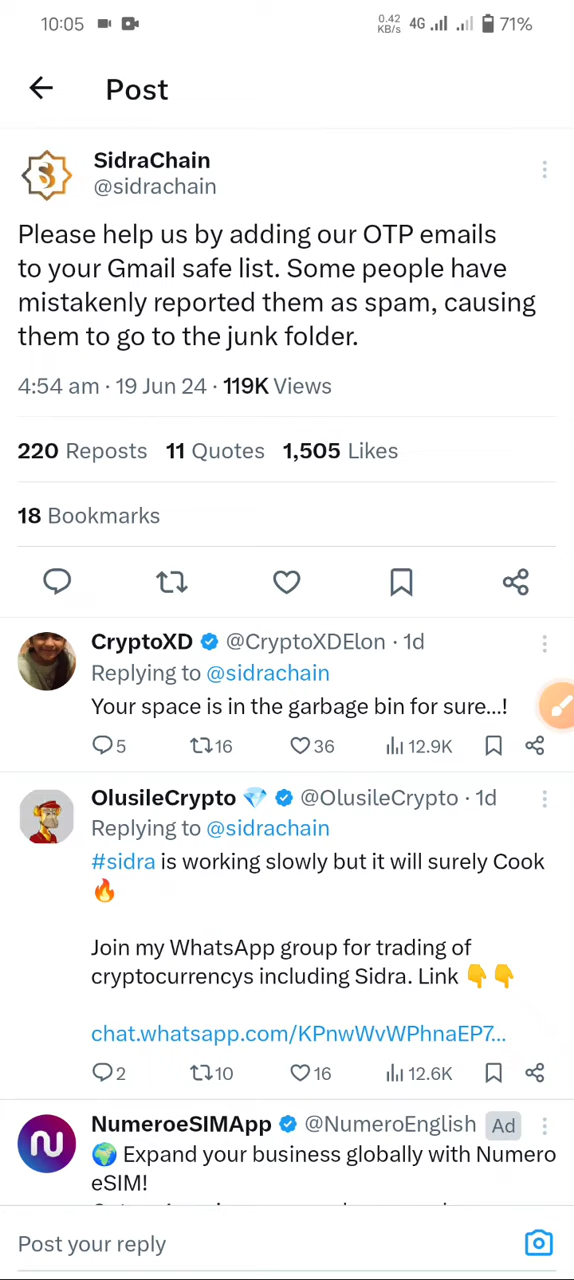 10:05 0.42 KB/s 4G 71%
Post
SidraChain
@sidrachain
Please help us by adding our OTP emails
to your Gmail safe list. Some people have
mistakenly reported them as spam, causing
them to go to the junk folder.
4:54 am · 19 Jun 24 · 119K Views
220 Reposts 11 Quotes 1,505 Likes
18 Bookmarks
CryptoXD @CryptoXDElon · 1d
Replying to @sidrachain
Your space is in the garbage bin for sure...!
5 16 36 12.9K
OlusileCrypto 💎 @OlusileCrypto · 1d
Replying to @sidrachain
#sidra is working slowly but it will surely Cook
🔥
Join my WhatsApp group for trading of
cryptocurrencys including Sidra. Link 👇👇
chat.whatsapp.com/KPnwWvWPhnaEP7...
2 10 16 12.6K
NumeroeSIMApp @NumeroEnglish Ad
🌍 Expand your business globally with Numero
eSIM!
Post your reply